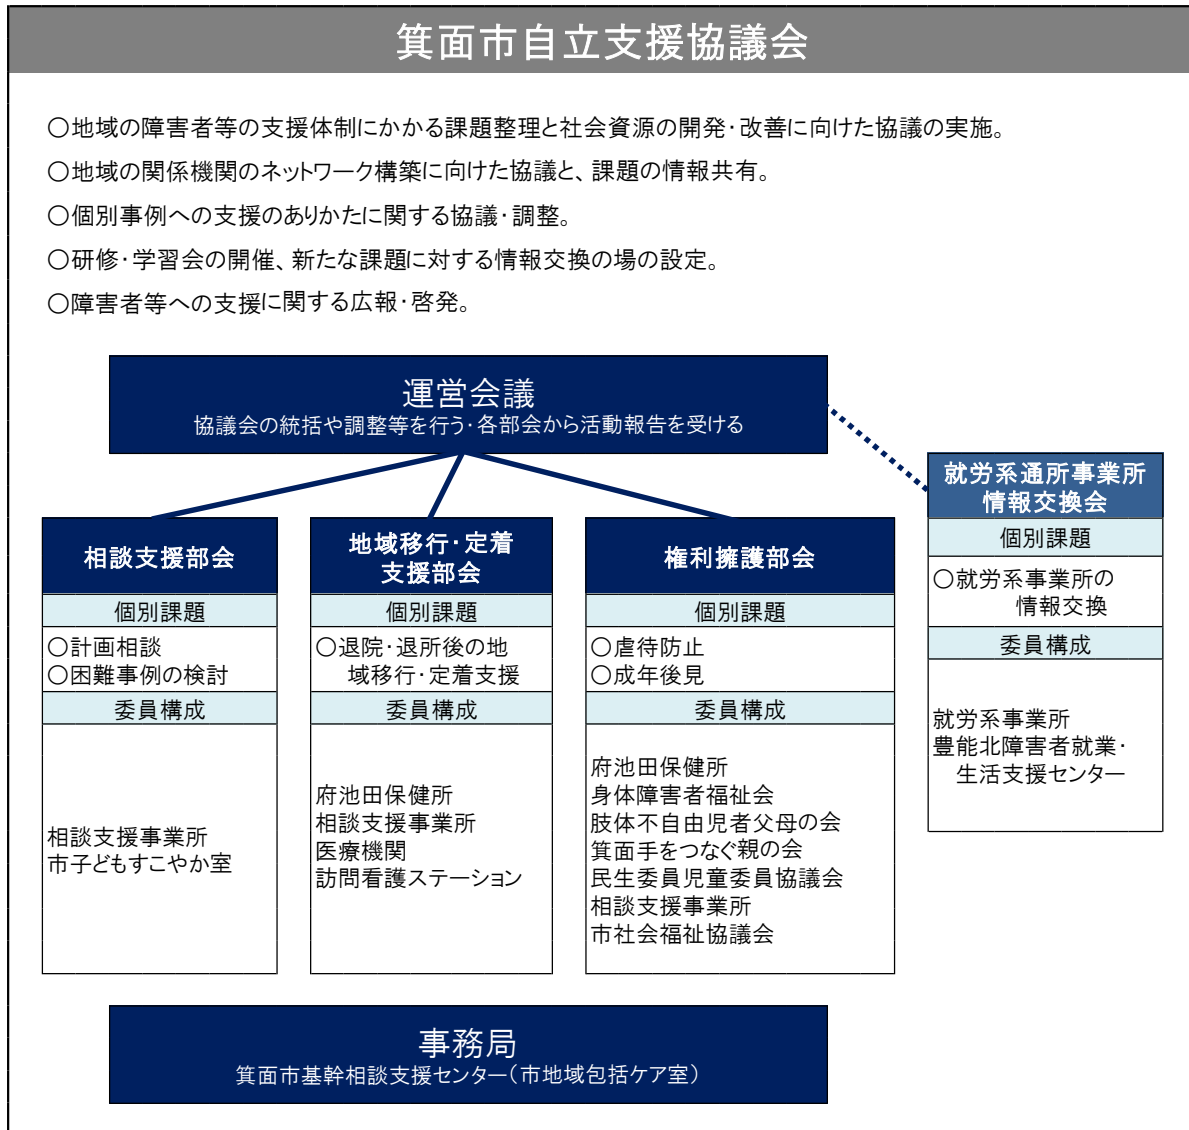 箕面市自立支援協議会
○地域の障害者等の支援体制にかかる課題整理と社会資源の開発・改善に向けた協議の実施。
○地域の関係機関のネットワーク構築に向けた協議と、課題の情報共有。
○個別事例への支援のありかたに関する協議・調整。
○研修・学習会の開催、新たな課題に対する情報交換の場の設定。
○障害者等への支援に関する広報・啓発。
運営会議
協議会の統括や調整等を行う・各部会から活動報告を受ける
相談支援部会
個別課題
○計画相談
○困難事例の検討
委員構成
相談支援事業所
市子どもすこやか室
地域移行・定着
支援部会
個別課題
○退院・退所後の地
域移行・定着支援
委員構成
府池田保健所
相談支援事業所
医療機関
訪問看護ステーション
権利擁護部会
個別課題
○虐待防止
○成年後見
委員構成
府池田保健所
身体障害者福祉会
肢体不自由児者父母の会
箕面手をつなぐ親の会
民生委員児童委員協議会
相談支援事業所
市社会福祉協議会
就労系通所事業所
情報交換会
個別課題
○就労系事業所の
情報交換
委員構成
就労系事業所
豊能北障害者就業・
生活支援センター
事務局
箕面市基幹相談支援センター（市地域包括ケア室）